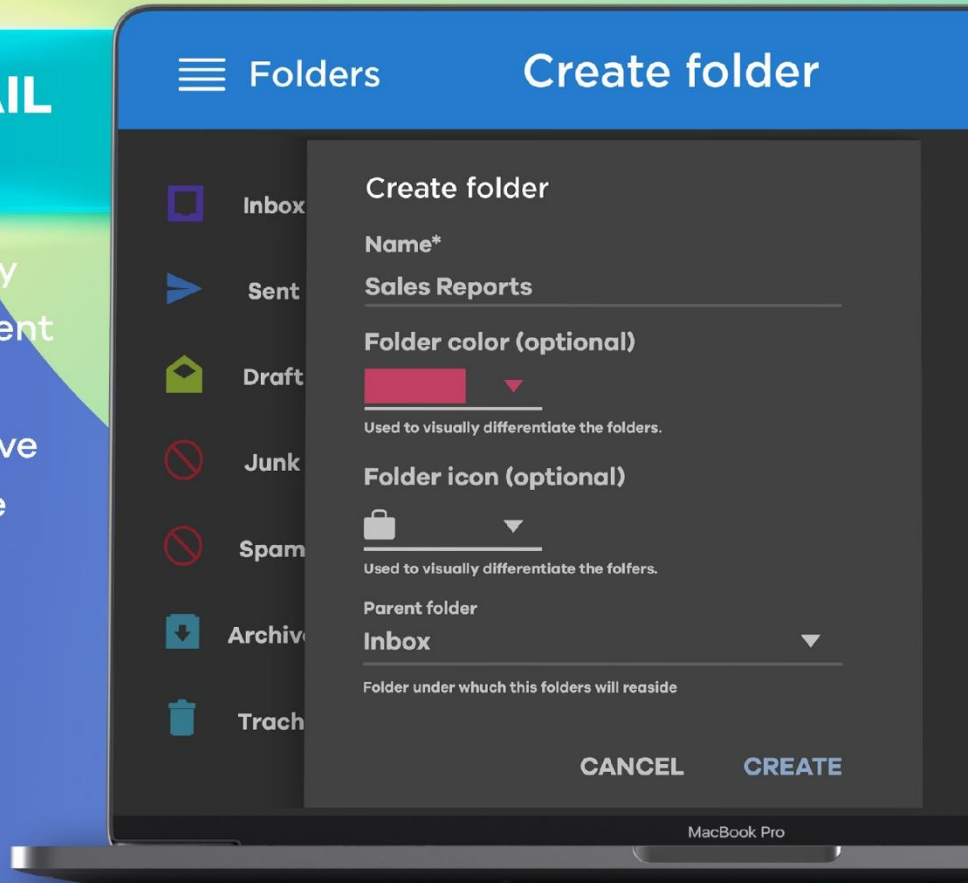 AIL
y
ent
ve
e
Folders
Create folder
Inbox
Sent
Draft
Junk
Spam
Archiv
Trach
Create folder
Name*
Sales Reports
Folder color (optional)
Used to visually differentiate the folders.
Folder icon (optional)
Used to visually differentiate the folfers.
Parent folder
Inbox
Folder under whuch this folders will reaside
CANCEL CREATE
MacBook Pro